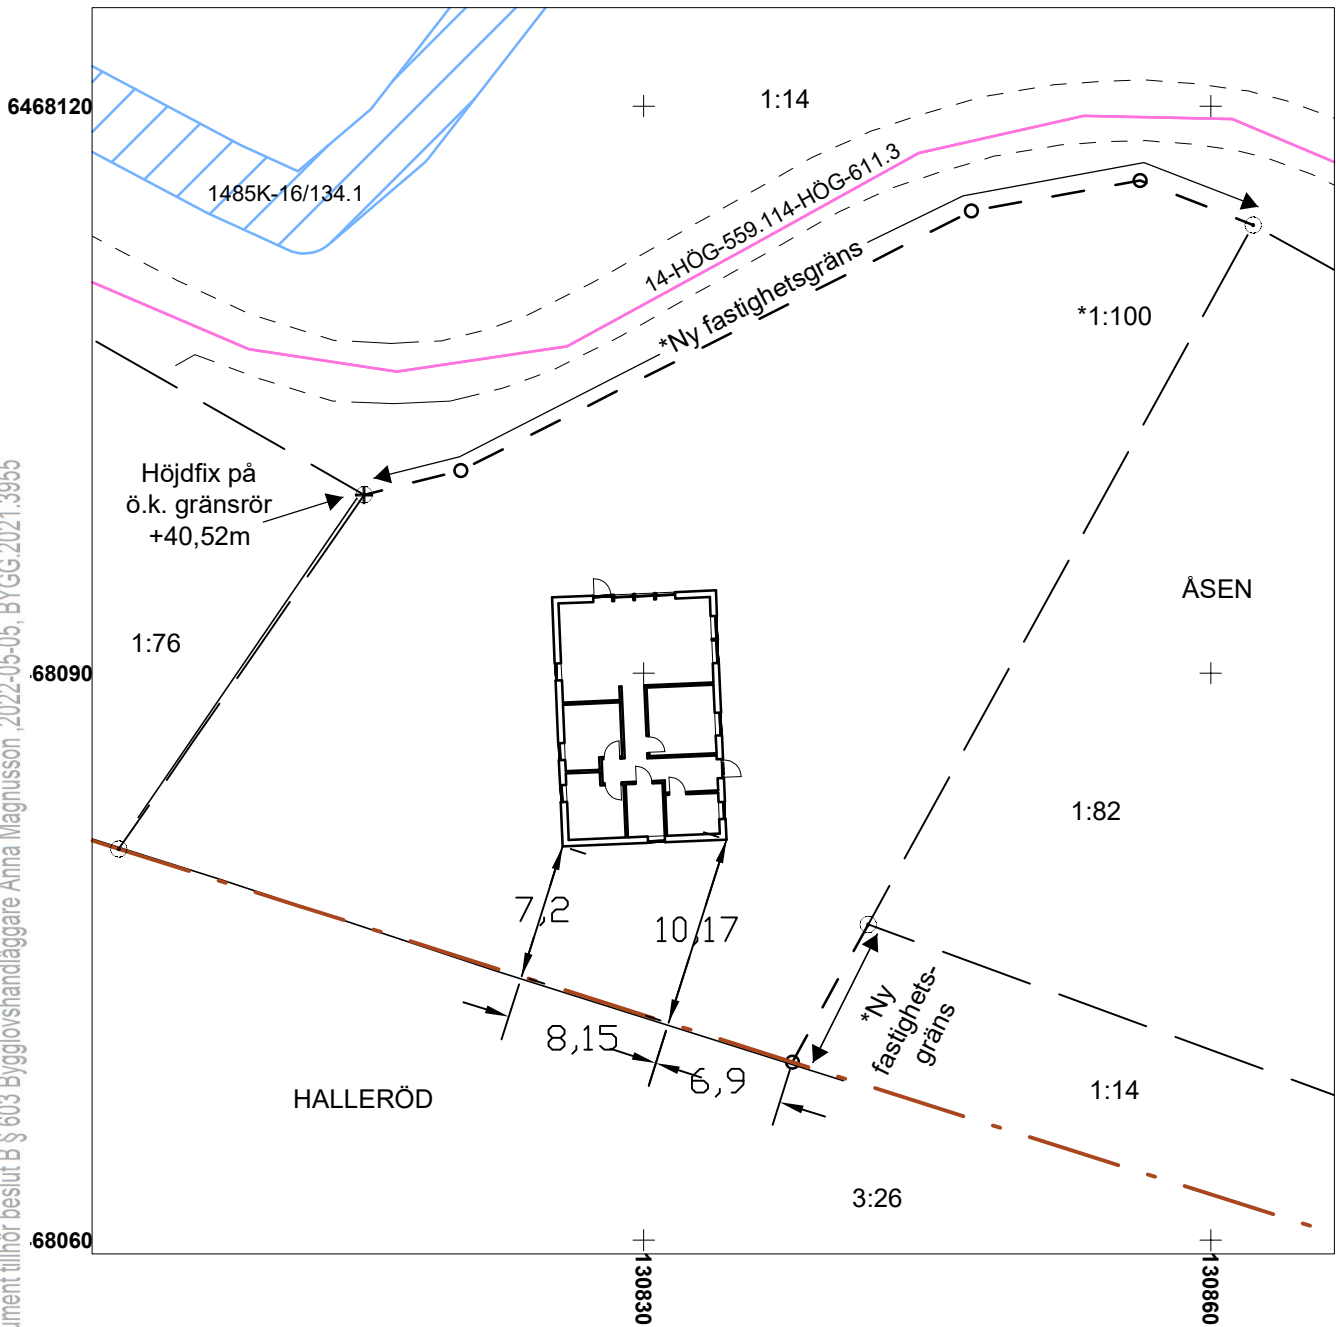 6468120
1:14
1485K-16/134.1
14-HÖG-559.114-HÖG-611.3
*Ny fastighetsgräns
*1:100
Höjdfix på
ö.k. gränsrör
+40,52m
ÅSEN
1:76
68090
1:82
7,2
10,17
*Ny
fastighets-
gräns
8,15
6,9
HALLERÖD
1:14
3:26
68060
130830
130860
ument tillhör beslut B § 603 Bygglovshandläggare Anna Magnusson ,2022-05-05, BYGG.2021.3955